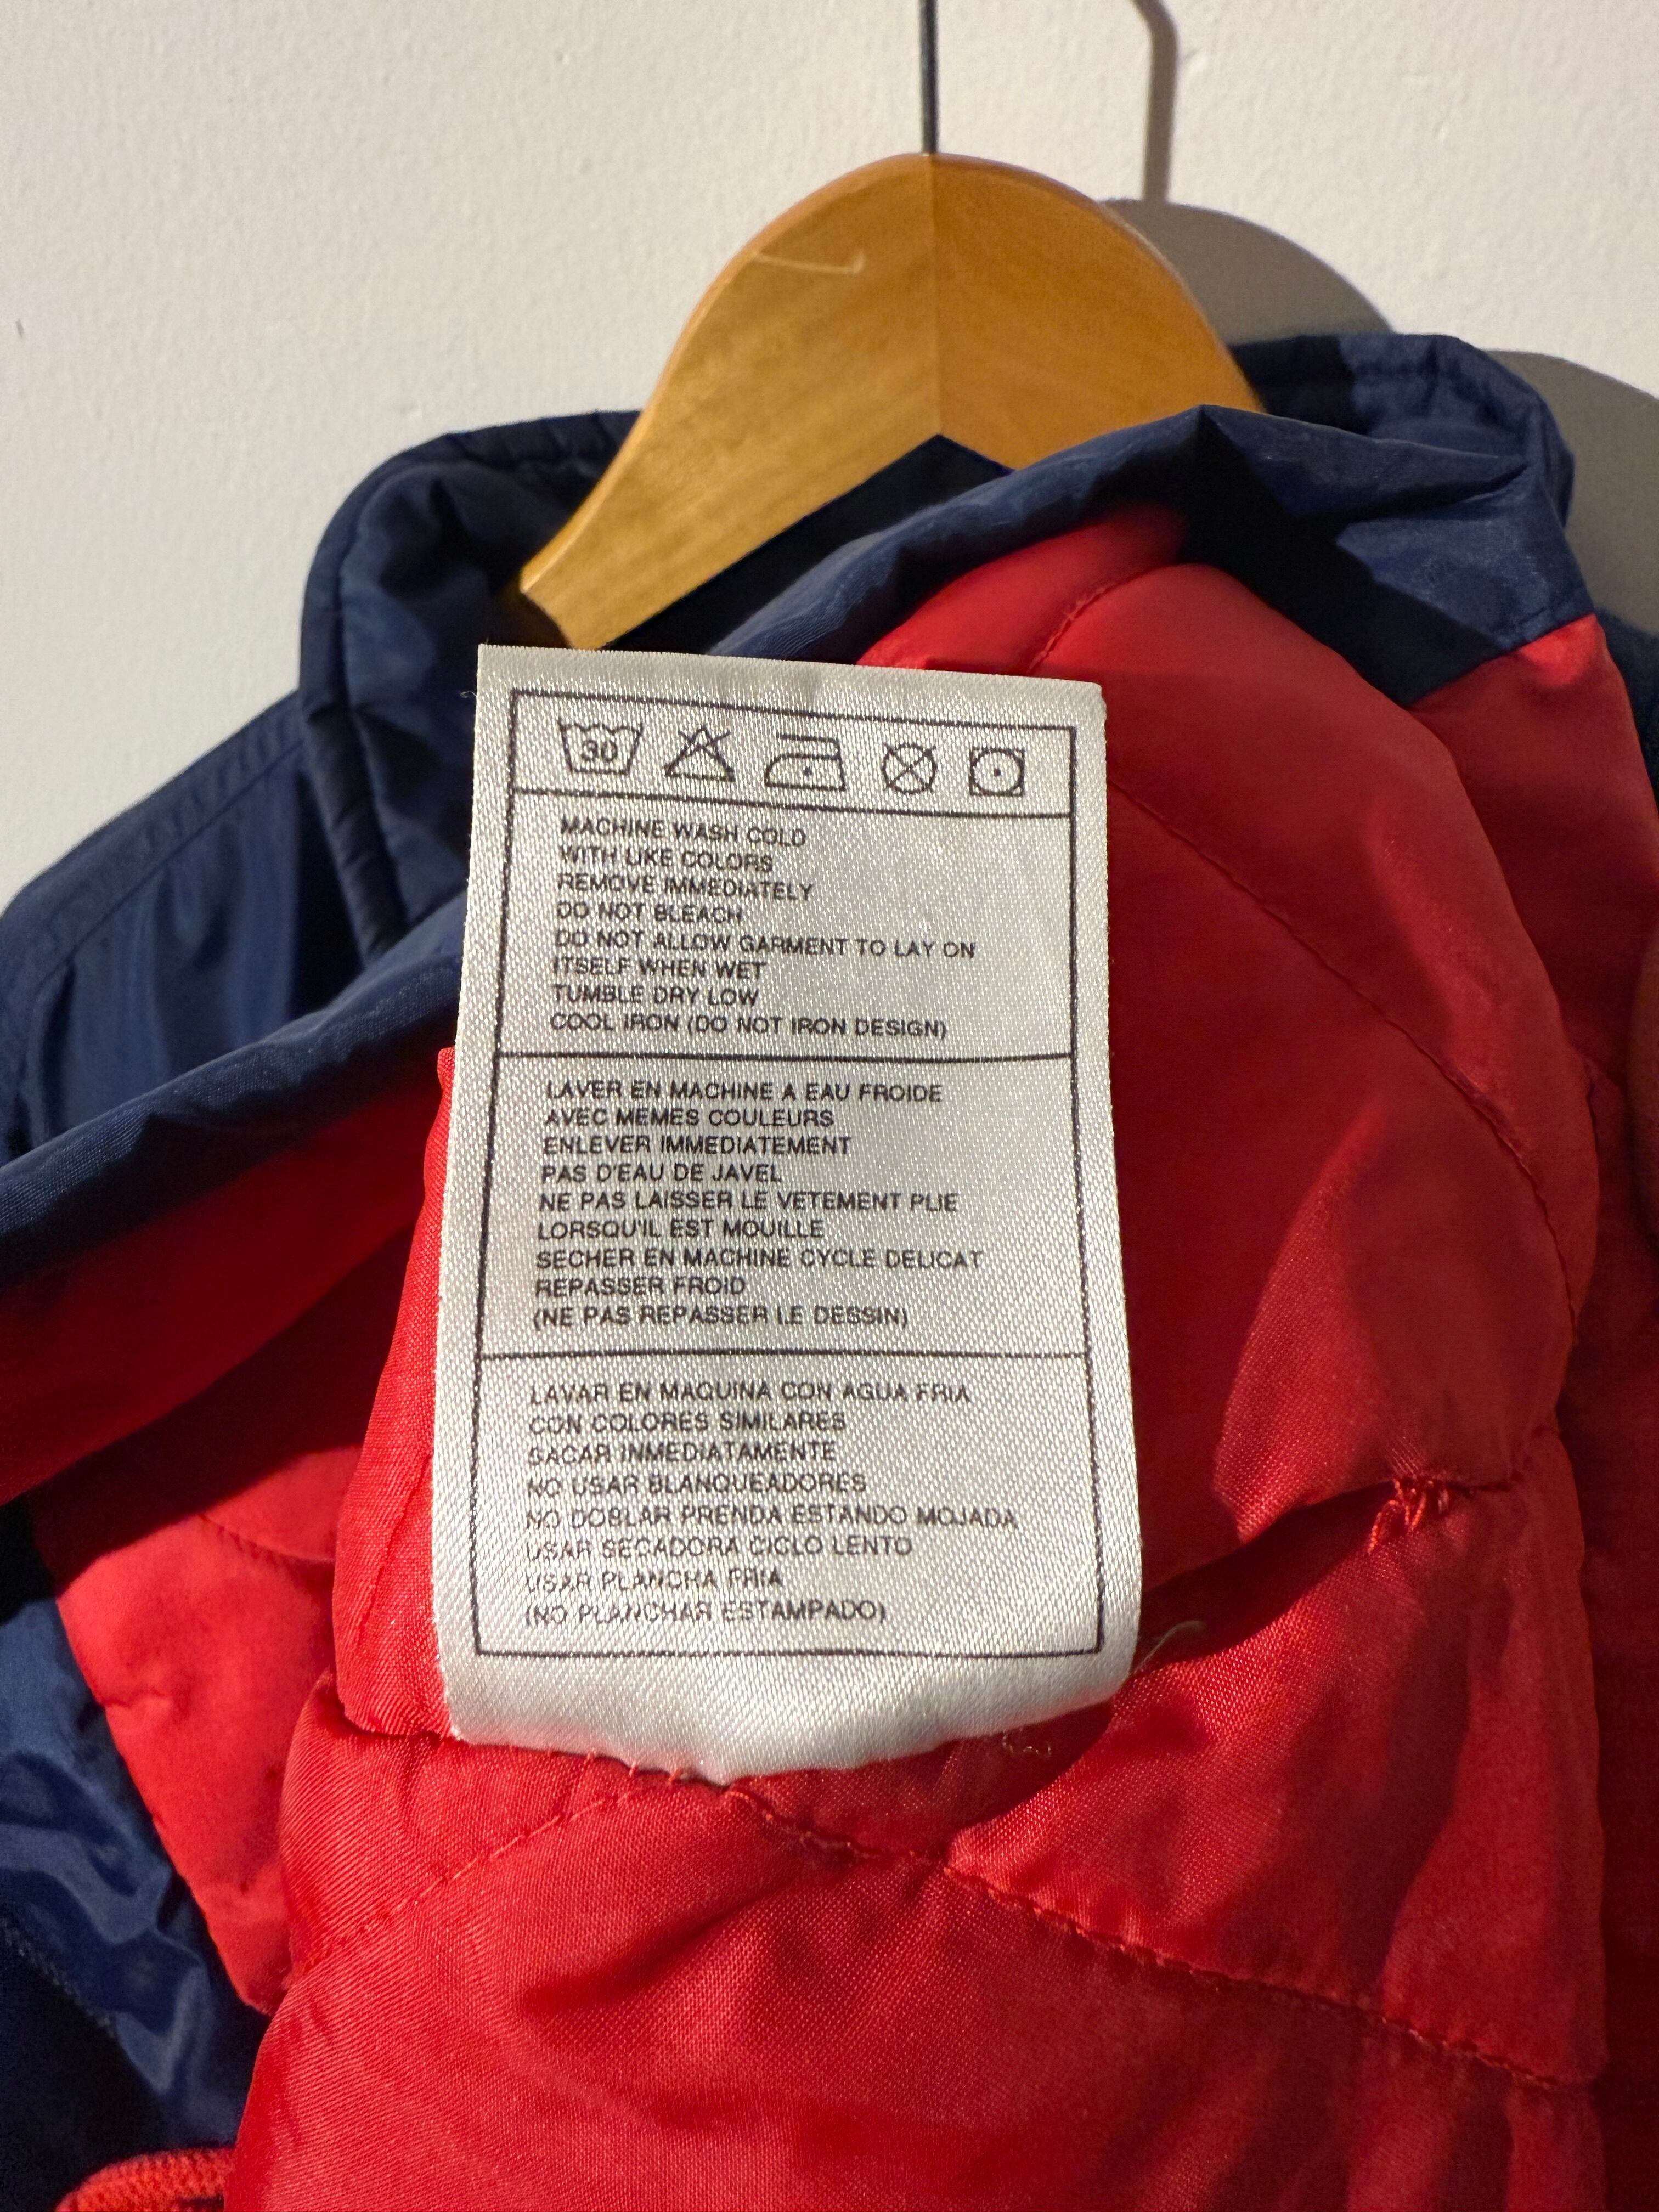 30
MACHINE WASH COLD
WITH LIKE COLORS
REMOVE IMMEDIATELY
DO NOT BLEACH
DO NOT ALLOW GARMENT TO LAY ON
ITSELF WHEN WET
TUMBLE DRY LOW
COOL IRON (DO NOT IRON DESIGN)
LAVER EN MACHINE A EAU FROIDE
AVEC MEMES COULEURS
ENLEVER IMMEDIATEMENT
PAS D'EAU DE JAVEL
NE PAS LAISSER LE VETEMENT PLIE
LORSQU'IL EST MOUILLE
SECHER EN MACHINE CYCLE DELICAT
REPASSER FROID
(NE PAS REPASSER LE DESSIN)
LAVAR EN MAQUINA CON AGUA FRIA
CON COLORES SIMILARES
SACAR INMEDIATAMENTE
NO USAR BLANQUEADORES
NO DOBLAR PRENDA ESTANDO MOJADA
USAR SECADORA CICLO LENTO
USAR PLANCHA FRIA
(NO PLANCHAR ESTAMPADO)